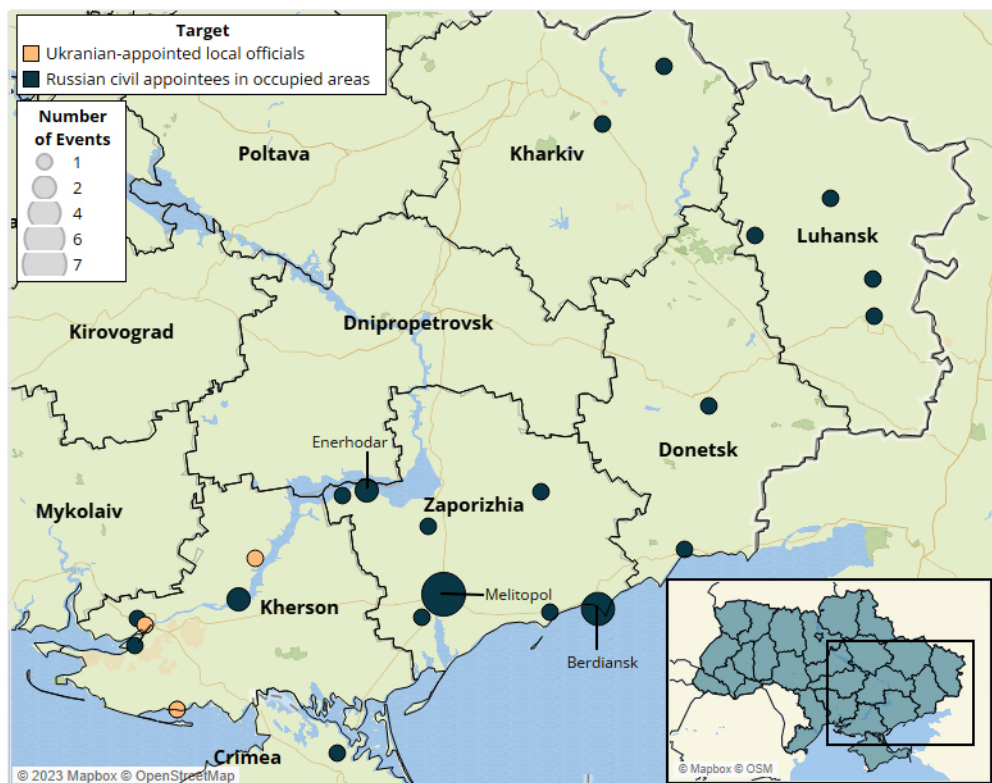 Target
Ukranian-appointed local officials
Russian civil appointees in occupied areas
Number
of Events
1
2
4
6
7
Poltava
Kharkiv
Luhansk
Kirovograd
Dnipropetrovsk
Enerhodar
Donetsk
Mykolaiv
Zaporizhia
Kherson
Melitopol
Berdiansk
Crimea
© 2023 Mapbox © OpenStreetMap
© Mapbox © OSM